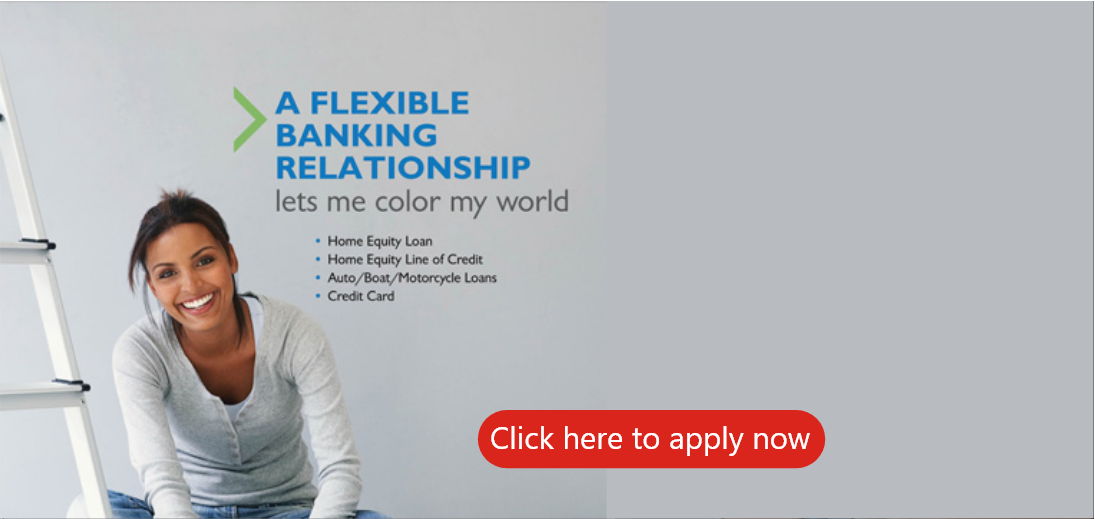 A FLEXIBLE
BANKING
RELATIONSHIP
lets me color my world
• Home Equity Loan
• Home Equity Line of Credit
• Auto/Boat/Motorcycle Loans
• Credit Card
Click here to apply now